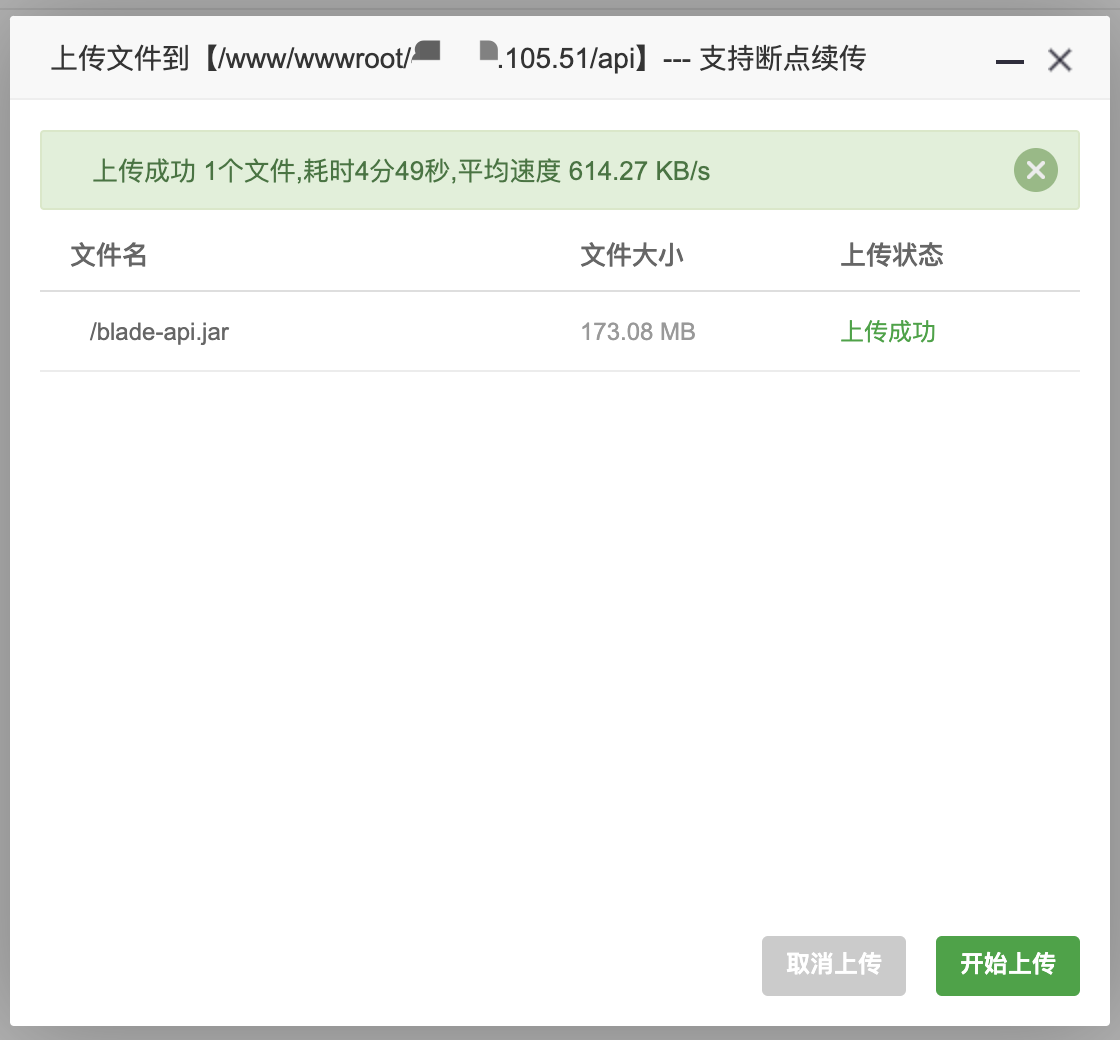 上传文件到【/www/wwwroot/ .105.51/api】--- 支持断点续传
上传成功 1个文件,耗时4分49秒,平均速度 614.27 KB/s
文件名 文件大小 上传状态
/blade-api.jar 173.08 MB 上传成功
取消上传 开始上传